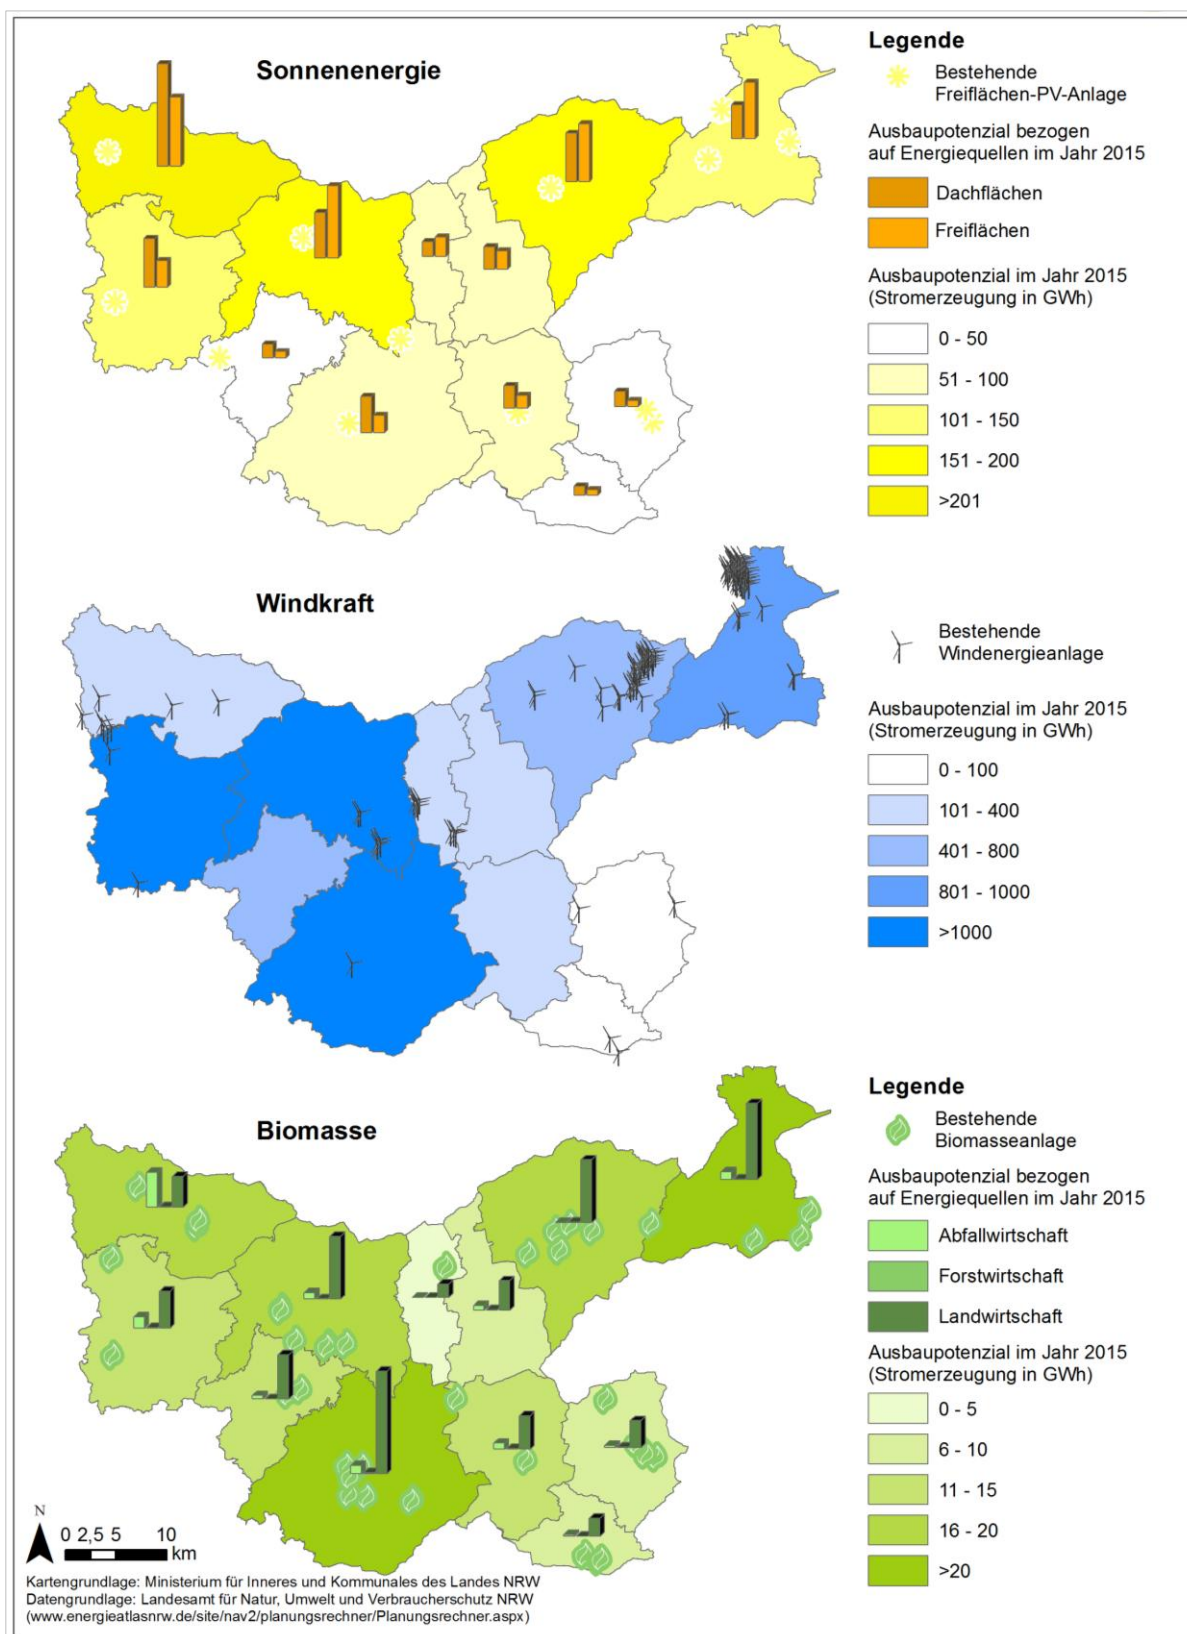 Sonnenenergie
Legende
Bestehende
Freiflächen-PV-Anlage
Ausbaupotenzial bezogen
auf Energiequellen im Jahr 2015
Dachflächen
Freiflächen
Ausbaupotenzial im Jahr 2015
(Stromerzeugung in GWh)
0 - 50
51 - 100
101 - 150
151 - 200
>201
Windkraft
Bestehende
Windenergieanlage
Ausbaupotenzial im Jahr 2015
(Stromerzeugung in GWh)
0 - 100
101 - 400
401 - 800
801 - 1000
>1000
Biomasse
Legende
Bestehende
Biomasseanlage
Ausbaupotenzial bezogen
auf Energiequellen im Jahr 2015
Abfallwirtschaft
Forstwirtschaft
Landwirtschaft
Ausbaupotenzial im Jahr 2015
(Stromerzeugung in GWh)
0 - 5
6 - 10
11 - 15
16 - 20
>20
N
0 2,5 5 10
km
Kartengrundlage: Ministerium für Inneres und Kommunales des Landes NRW
Datengrundlage: Landesamt für Natur, Umwelt und Verbraucherschutz NRW
(www.energieatlasnrw.de/site/nav2/planungsrechner/Planungsrechner.aspx)